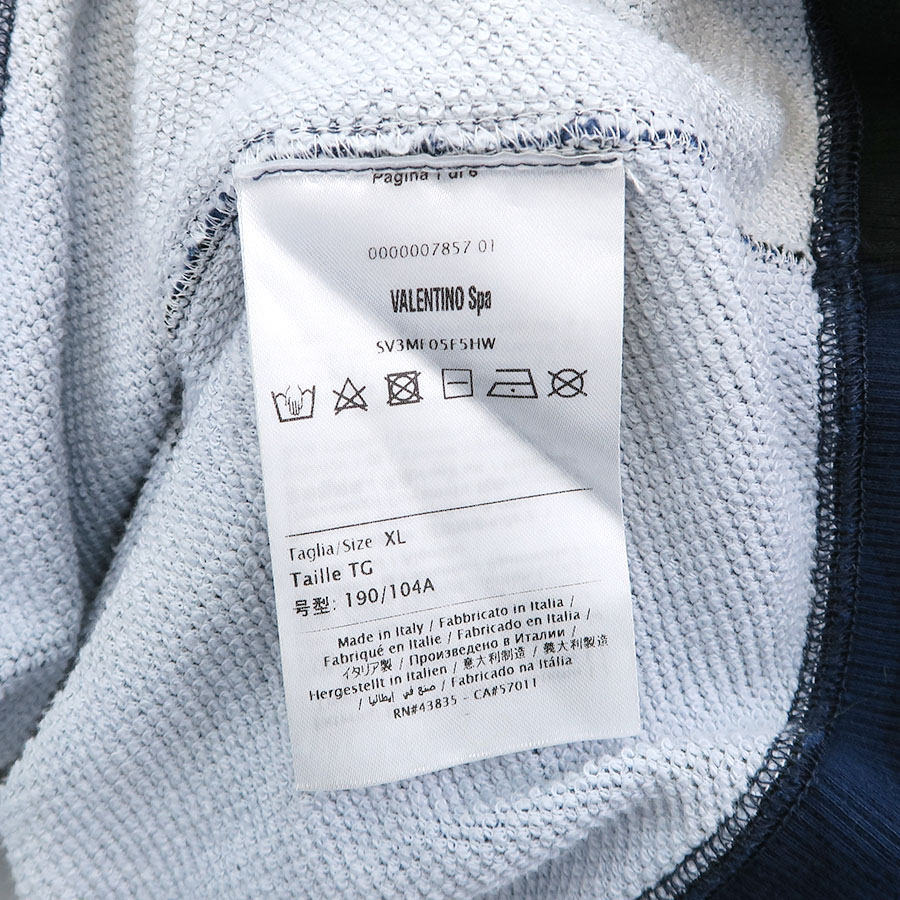 Pagina 1 di 6
0000007857 01
VALENTINO Spa
SV3MF05F5HW
Taglia/Size XL
Taille TG
号型: 190/104A
Made in Italy / Fabbricato in Italia /
Fabriqué en Italie / Fabricado en Italia /
イタリア製 / Произведено в Италии /
Hergestellt in Italien / 意大利制造 / 義大利製造
/ صنع في إيطاليا / Fabricado na Itália
RN#43835 - CA#57011